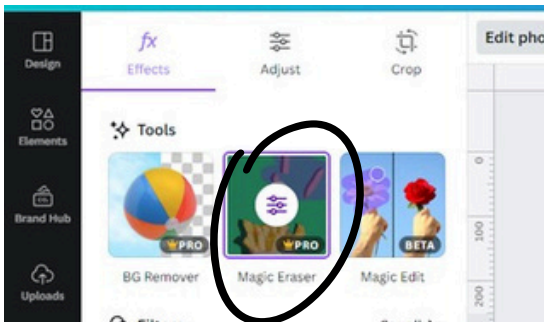 Design
Elements
Brand Hub
Uploads
fx
Effects
Adjust
Crop
Edit pho
Tools
PRO
PRO
BETA
BG Remover
Magic Eraser
Magic Edit
0
100
200